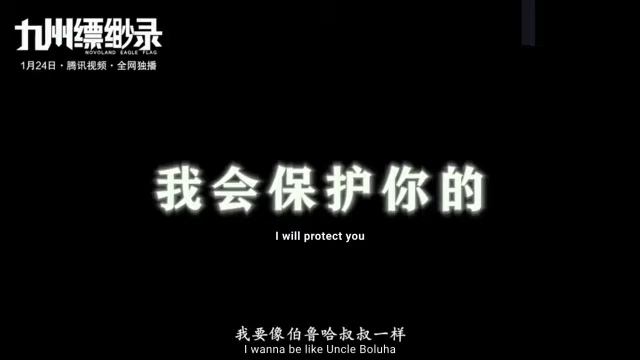 九州缥缈录
NOVOLAND EAGLE FLAG
1月24日·腾讯视频·全网独播
我会保护你的
I will protect you
我要像伯鲁哈叔叔一样
I wanna be like Uncle Boluha